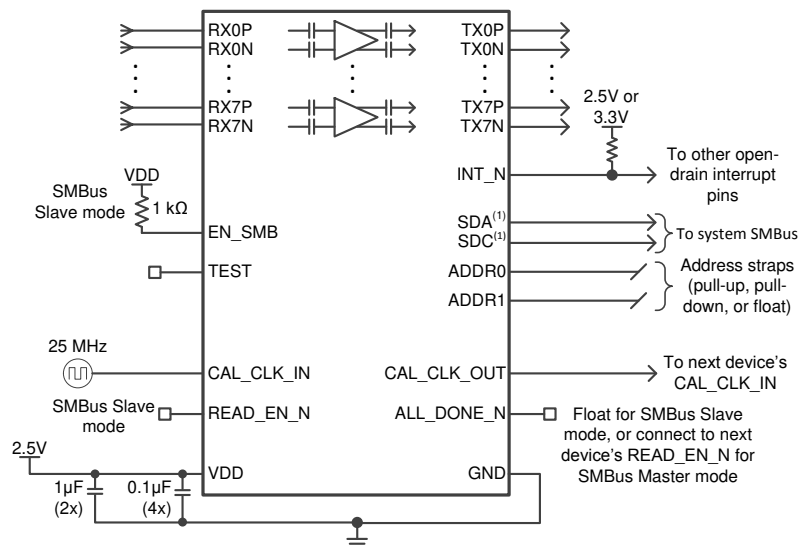 RX0P
RX0N
RX7P
RX7N
TX0P
TX0N
TX7P
TX7N
2.5V or
3.3V
INT_N
To other open-
drain interrupt
pins
VDD
SMBus
Slave mode
1 kΩ
EN_SMB
SDA(1)
SDC(1)
To system SMBus
TEST
ADDR0
ADDR1
Address straps
(pull-up, pull-
down, or float)
25 MHz
CAL_CLK_IN
CAL_CLK_OUT
To next device's
CAL_CLK_IN
SMBus Slave
mode
READ_EN_N
ALL_DONE_N
Float for SMBus Slave
mode, or connect to next
device's READ_EN_N for
SMBus Master mode
2.5V
VDD
GND
1µF
(2x)
0.1µF
(4x)